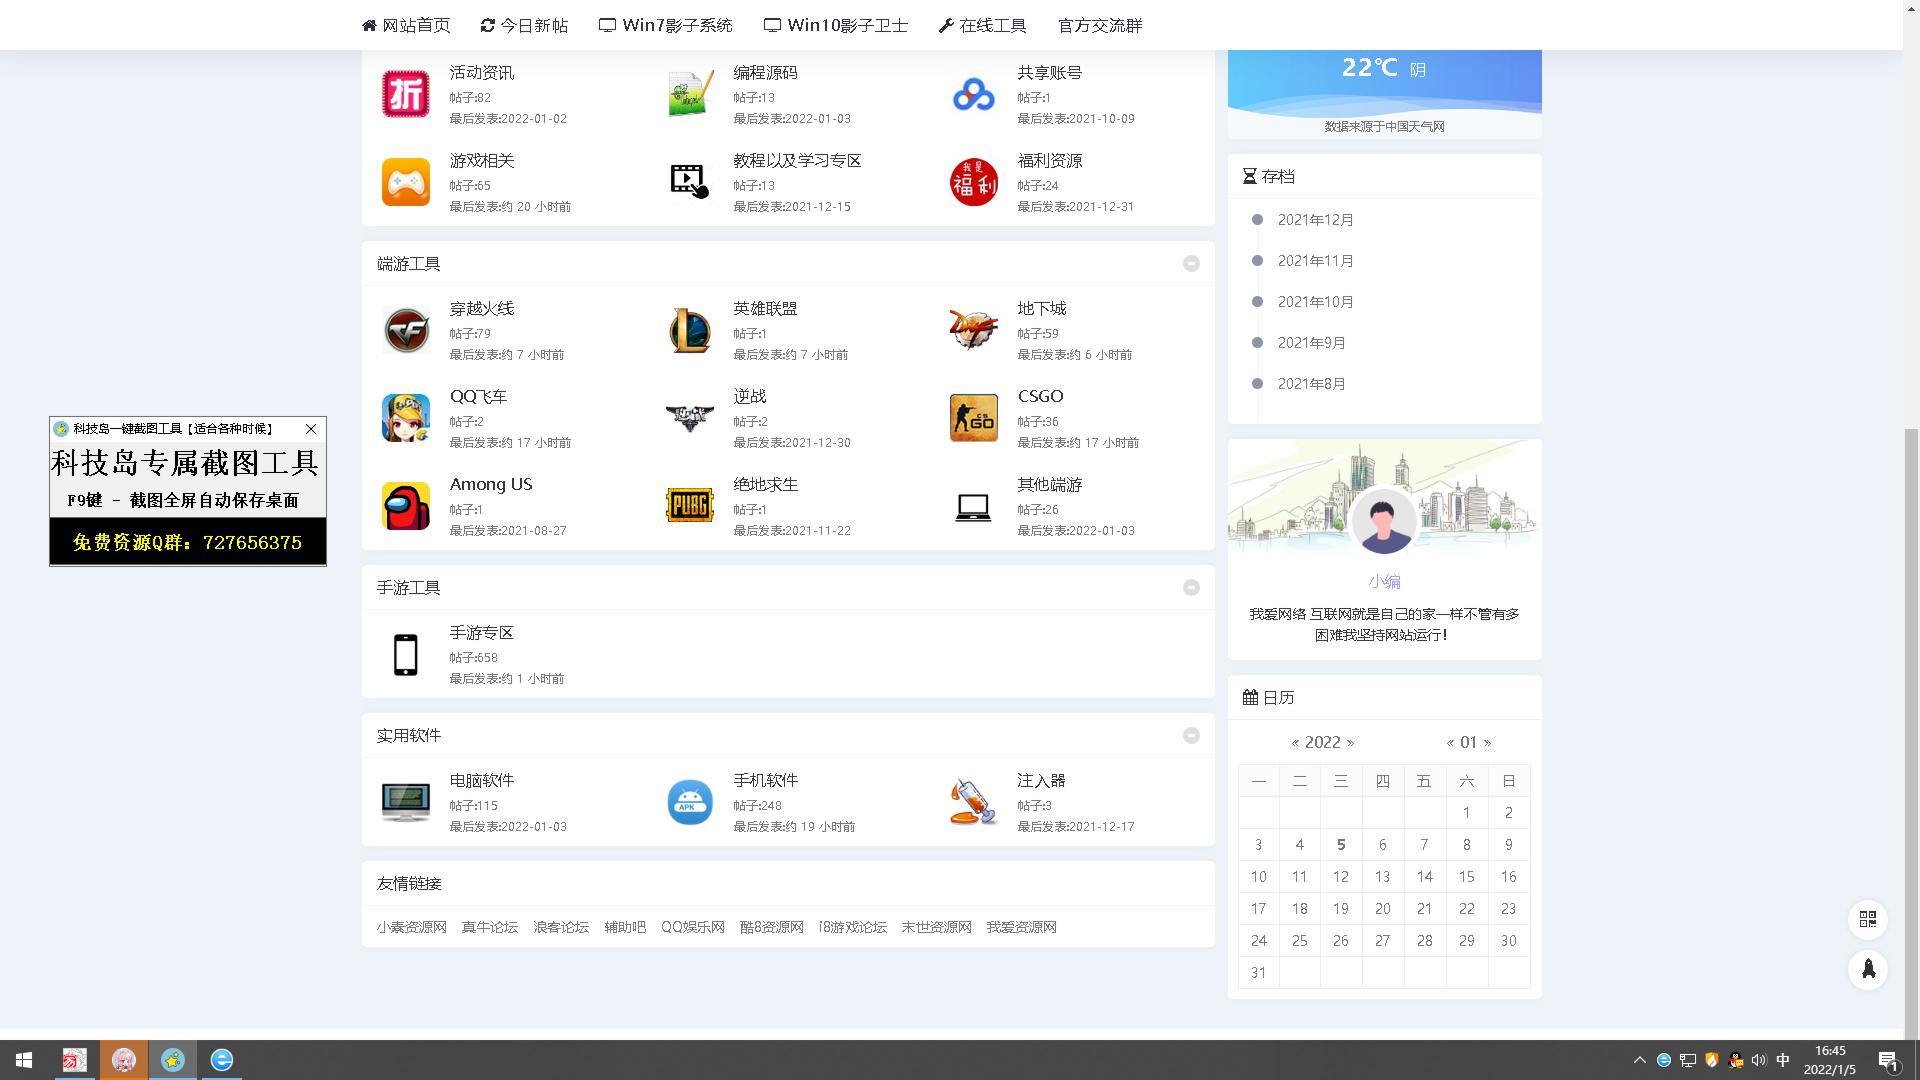 网站首页 今日新帖 Win7影子系统 Win10影子卫士 在线工具 官方交流群
活动资讯
帖子:82
最后发表:2022-01-02
编程源码
帖子:13
最后发表:2022-01-03
共享账号
帖子:1
最后发表:2021-10-09
游戏相关
帖子:65
最后发表:约 20 小时前
教程以及学习专区
帖子:13
最后发表:2021-12-15
我是福利
福利资源
帖子:24
最后发表:2021-12-31
折
端游工具
穿越火线
帖子:79
最后发表:约 7 小时前
英雄联盟
帖子:1
最后发表:约 7 小时前
地下城
帖子:59
最后发表:约 6 小时前
QQ飞车
帖子:2
最后发表:约 17 小时前
逆战
帖子:2
最后发表:2021-12-30
CSGO
帖子:36
最后发表:约 17 小时前
CS GO
Among US
帖子:1
最后发表:2021-08-27
PUBG
绝地求生
帖子:1
最后发表:2021-11-22
其他端游
帖子:26
最后发表:2022-01-03
手游工具
手游专区
帖子:658
最后发表:约 1 小时前
实用软件
电脑软件
帖子:115
最后发表:2022-01-03
APK
手机软件
帖子:248
最后发表:约 19 小时前
注入器
帖子:3
最后发表:2021-12-17
友情链接
小素资源网 真牛论坛 浪客论坛 辅助吧 QQ娱乐网 酷8资源网 i8游戏论坛 末世资源网 我爱资源网
22℃ 阴
数据来源于中国天气网
存档
2021年12月
2021年11月
2021年10月
2021年9月
2021年8月
小编
我爱网络 互联网就是自己的家一样不管有多
困难我坚持网站运行!
日历
« 2022 » « 01 »
一 二 三 四 五 六 日
1 2
3 4 5 6 7 8 9
10 11 12 13 14 15 16
17 18 19 20 21 22 23
24 25 26 27 28 29 30
31
科技岛一键截图工具【适合各种时候】
科技岛专属截图工具
F9键 - 截图全屏自动保存桌面
免费资源Q群：727656375
中
16:45
2022/1/5
1